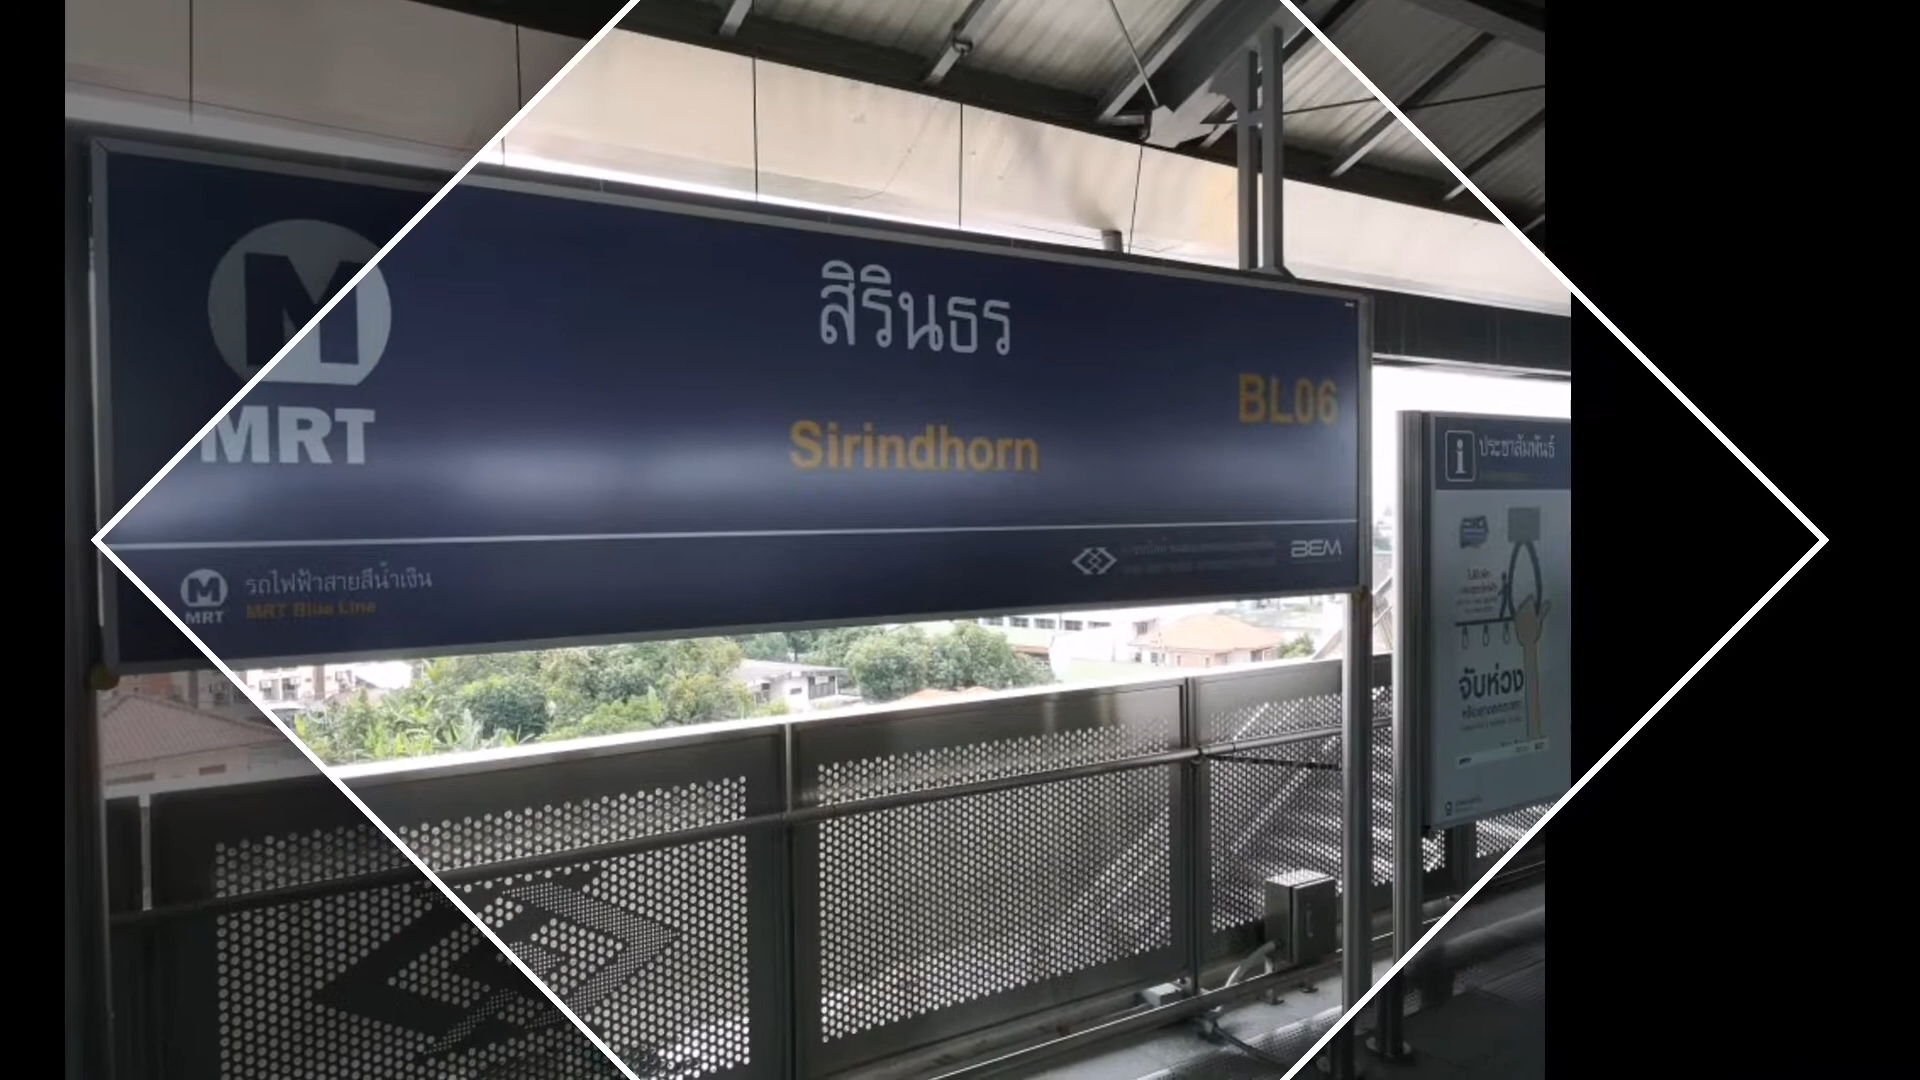 M
MRT
สิรินธร
Sirindhorn
BL06
M
MRT
รถไฟฟ้าสายสีน้ำเงิน
MRT Blue Line
BEM
i
ประชาสัมพันธ์
จับห่วง